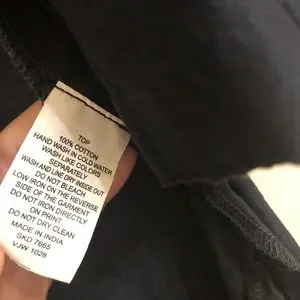 TOP
100% COTTON
HAND WASH IN COLD WATER
WASH LIKE COLORS
SEPARATELY
WASH AND LINE DRY INSIDE OUT
DO NOT BLEACH
LOW IRON ON THE REVERSE
SIDE OF THE GARMENT
DO NOT IRON DIRECTLY
ON PRINT
DO NOT DRY CLEAN
MADE IN INDIA
SKD 7665
VJW 1028